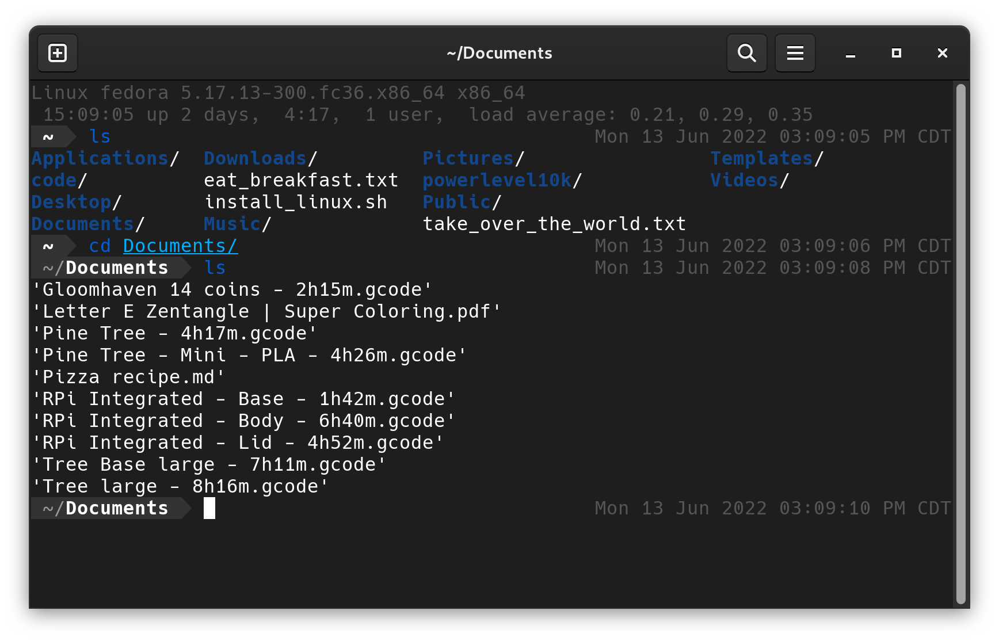 ~/Documents
Linux fedora 5.17.13-300.fc36.x86_64 x86_64
 15:09:05 up 2 days,  4:17,  1 user,  load average: 0.21, 0.29, 0.35
~ ls Mon 13 Jun 2022 03:09:05 PM CDT
Applications/  Downloads/         Pictures/                Templates/
code/          eat_breakfast.txt  powerlevel10k/           Videos/
Desktop/       install_linux.sh   Public/
Documents/     Music/             take_over_the_world.txt
~ cd Documents/ Mon 13 Jun 2022 03:09:06 PM CDT
~/Documents ls Mon 13 Jun 2022 03:09:08 PM CDT
'Gloomhaven 14 coins - 2h15m.gcode'
'Letter E Zentangle | Super Coloring.pdf'
'Pine Tree - 4h17m.gcode'
'Pine Tree - Mini - PLA - 4h26m.gcode'
'Pizza recipe.md'
'RPi Integrated - Base - 1h42m.gcode'
'RPi Integrated - Body - 6h40m.gcode'
'RPi Integrated - Lid - 4h52m.gcode'
'Tree Base large - 7h11m.gcode'
'Tree large - 8h16m.gcode'
~/Documents Mon 13 Jun 2022 03:09:10 PM CDT